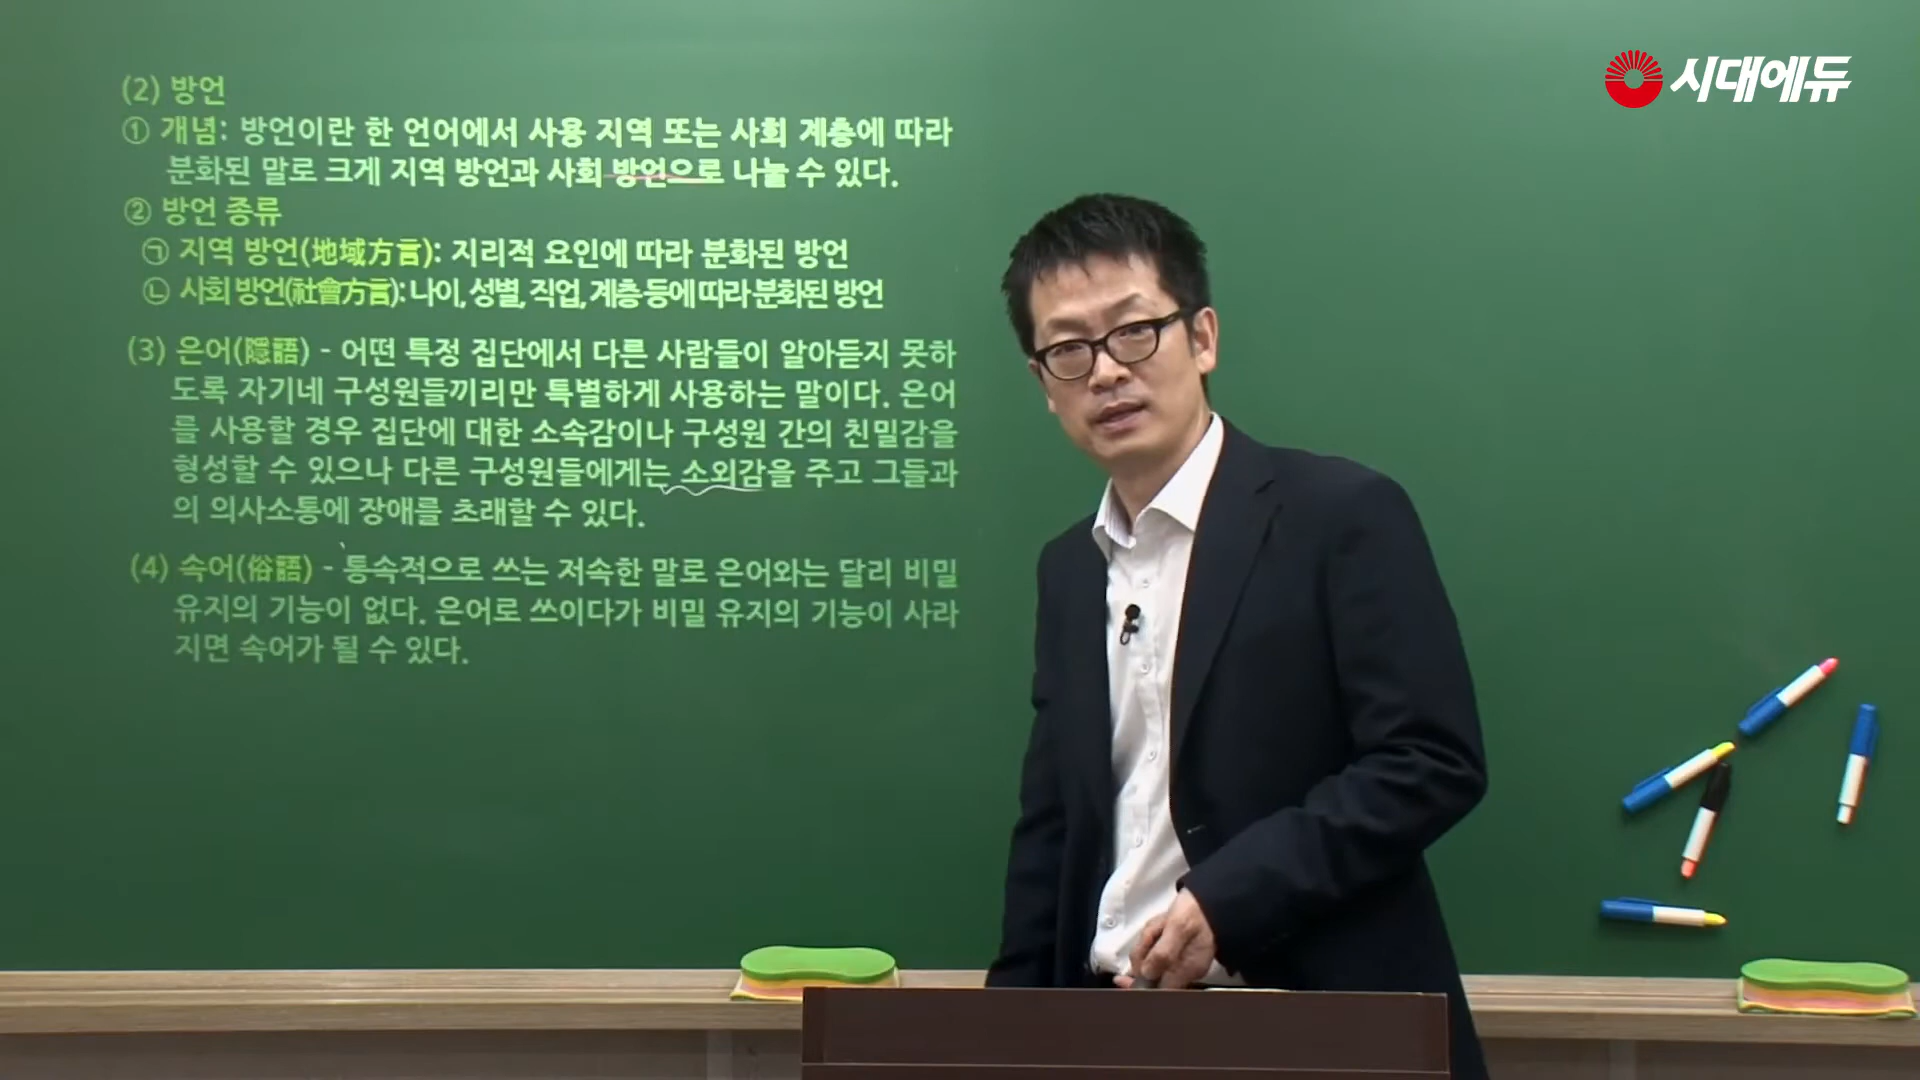 시대에듀
(2) 방언
① 개념: 방언이란 한 언어에서 사용 지역 또는 사회 계층에 따라
분화된 말로 크게 지역 방언과 사회 방언으로 나눌 수 있다.
② 방언 종류
㉠ 지역 방언(地域方言): 지리적 요인에 따라 분화된 방언
㉡ 사회 방언(社會方言): 나이, 성별, 직업, 계층 등에 따라 분화된 방언
(3) 은어(隱語) - 어떤 특정 집단에서 다른 사람들이 알아듣지 못하
도록 자기네 구성원들끼리만 특별하게 사용하는 말이다. 은어
를 사용할 경우 집단에 대한 소속감이나 구성원 간의 친밀감을
형성할 수 있으나 다른 구성원들에게는 소외감을 주고 그들과
의 의사소통에 장애를 초래할 수 있다.
(4) 속어(俗語) - 통속적으로 쓰는 저속한 말로 은어와는 달리 비밀
유지의 기능이 없다. 은어로 쓰이다가 비밀 유지의 기능이 사라
지면 속어가 될 수 있다.